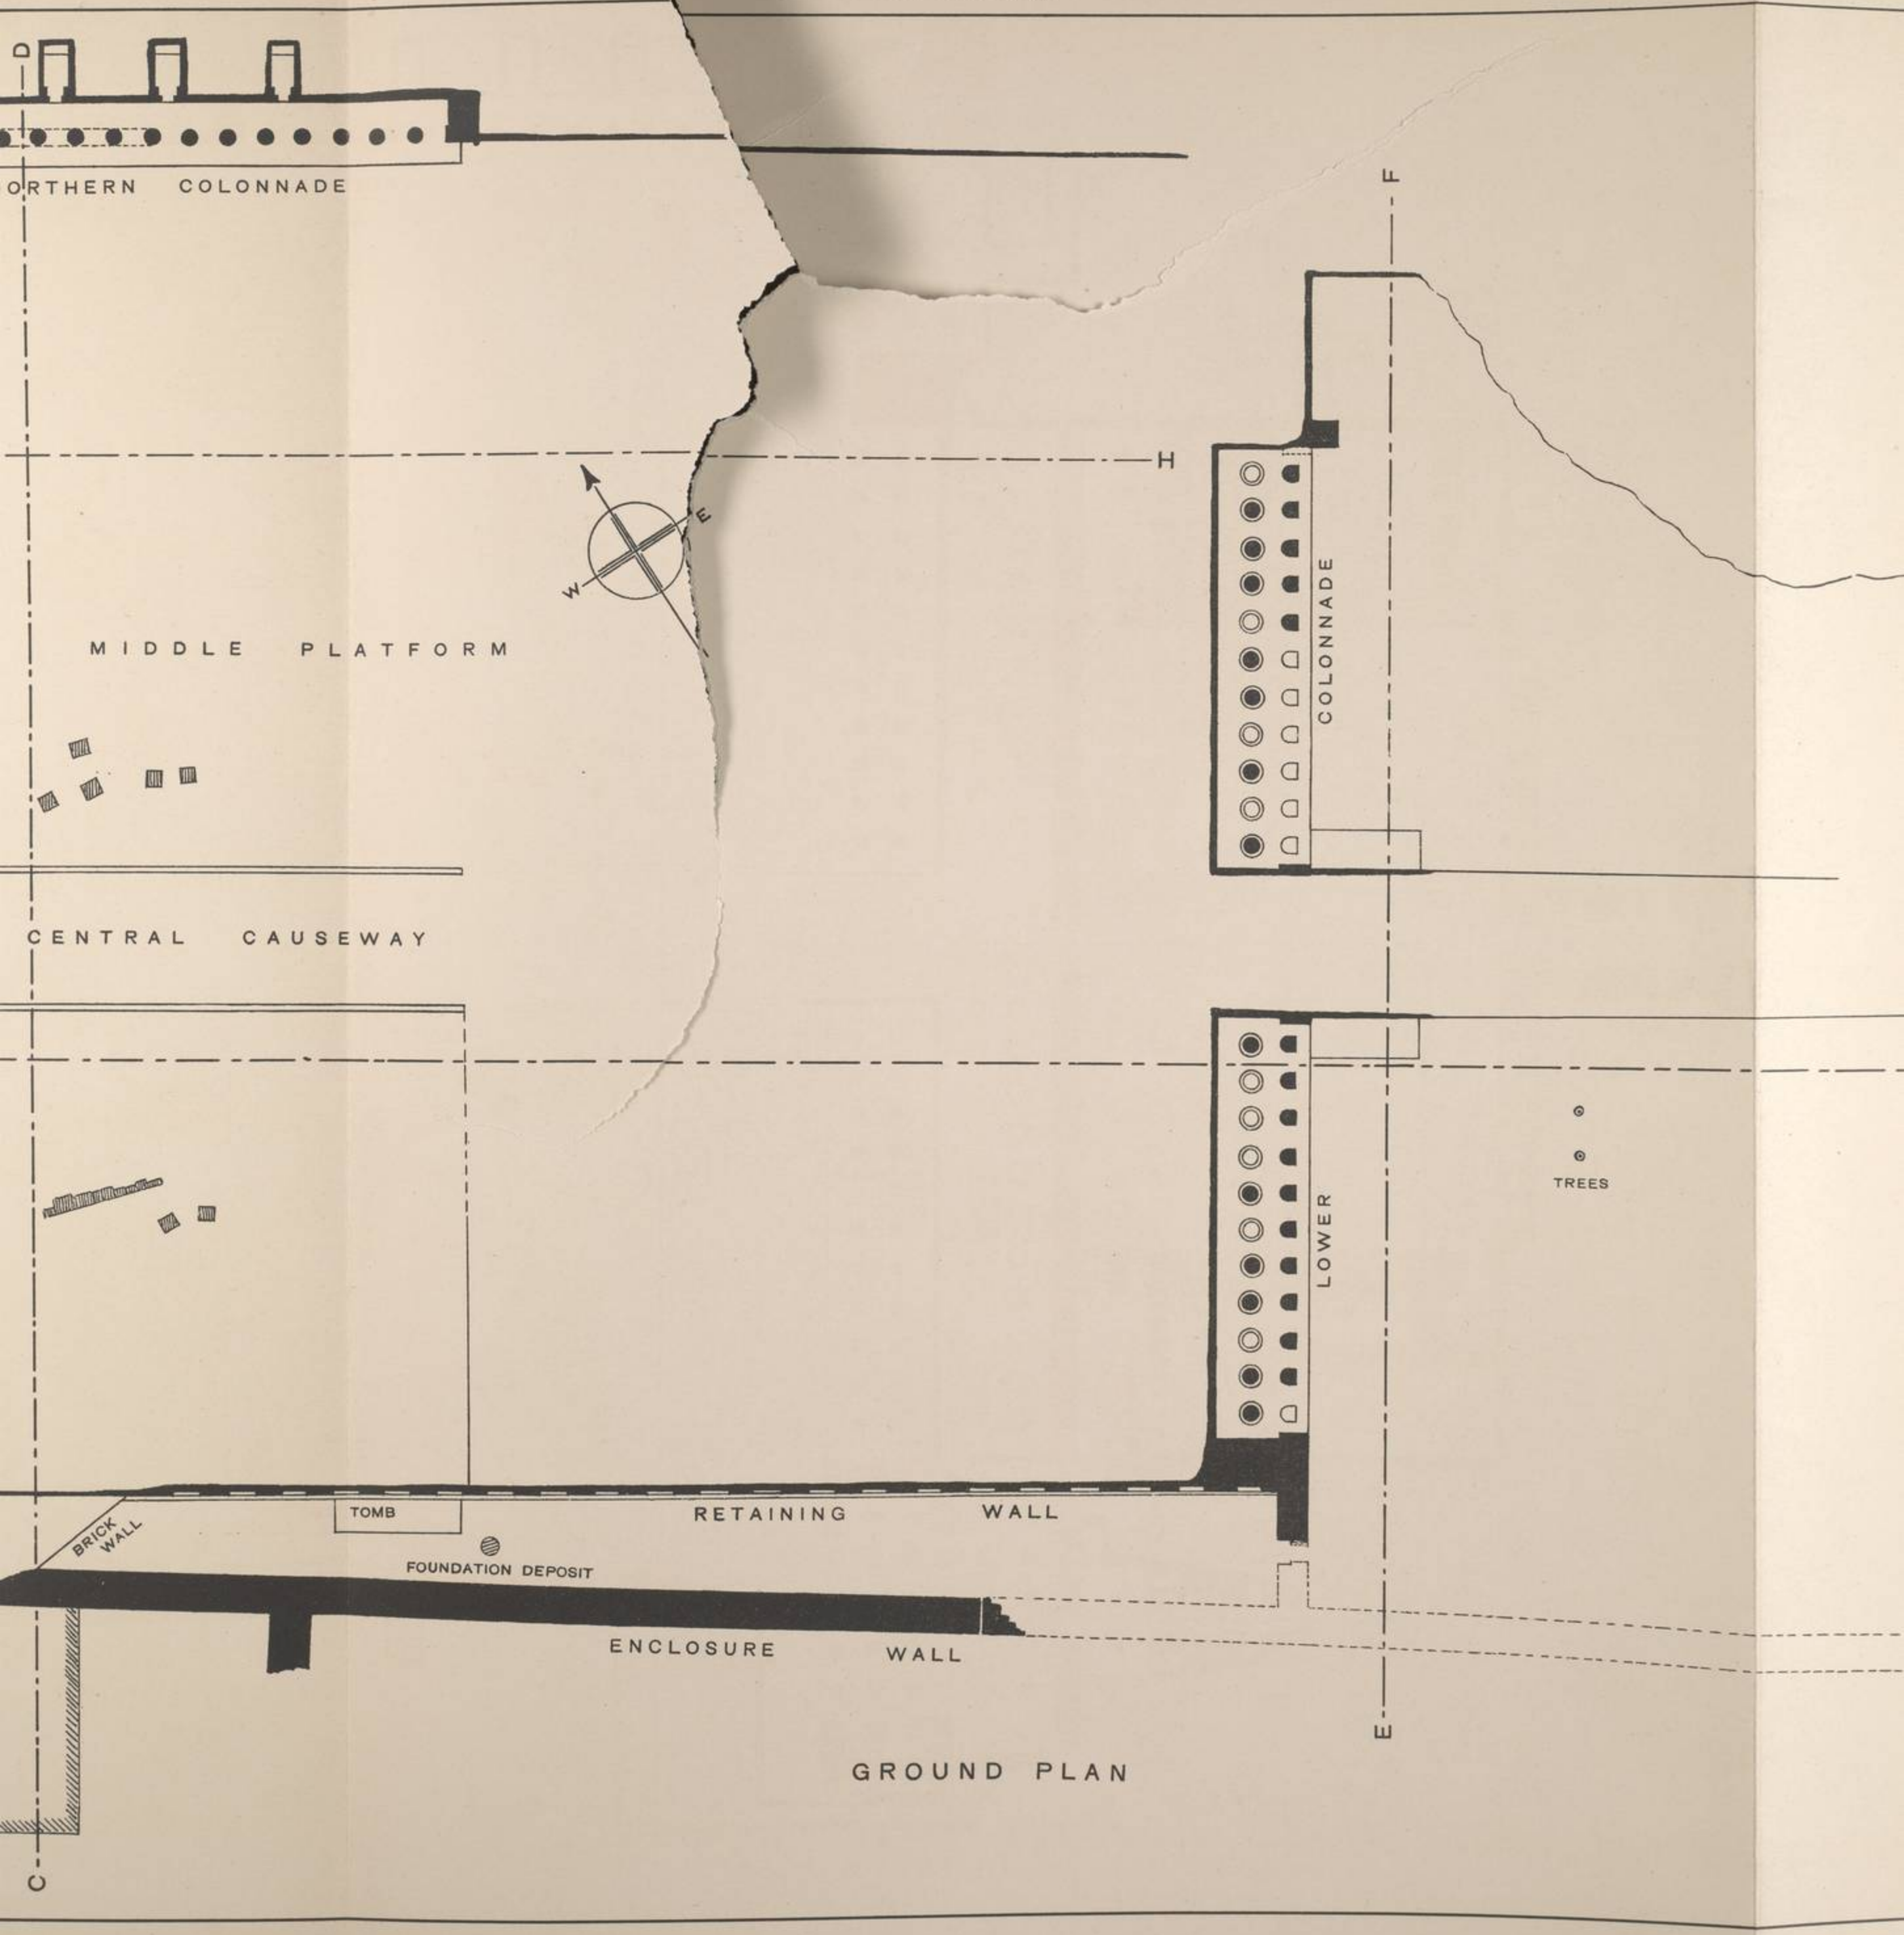 D
ORTHERN COLONNADE
F
H
E
W
COLONNADE
MIDDLE PLATFORM
CENTRAL CAUSEWAY
TREES
LOWER
TOMB
RETAINING WALL
BRICK
WALL
FOUNDATION DEPOSIT
ENCLOSURE WALL
E
GROUND PLAN
C